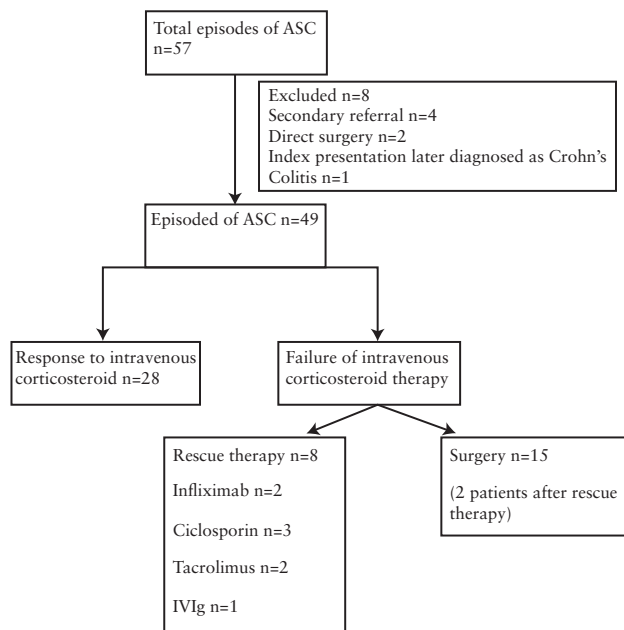 Total episodes of ASC
n=57
Excluded n=8
Secondary referral n=4
Direct surgery n=2
Index presentation later diagnosed as Crohn's
Colitis n=1
Episoded of ASC n=49
Response to intravenous
corticosteroid n=28
Failure of intravenous
corticosteroid therapy
Rescue therapy n=8
Infliximab n=2
Ciclosporin n=3
Tacrolimus n=2
IVIg n=1
Surgery n=15
(2 patients after rescue
therapy)